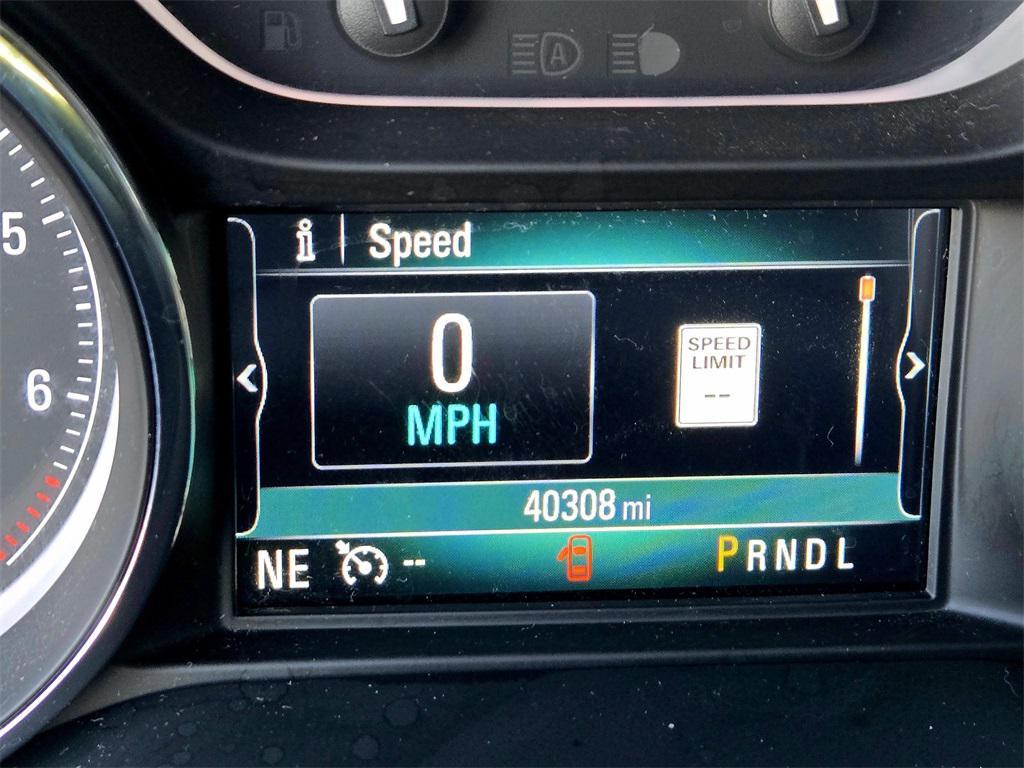 A
5
6
i Speed
0
MPH
SPEED
LIMIT
--
40308 mi
NE -- PRNDL